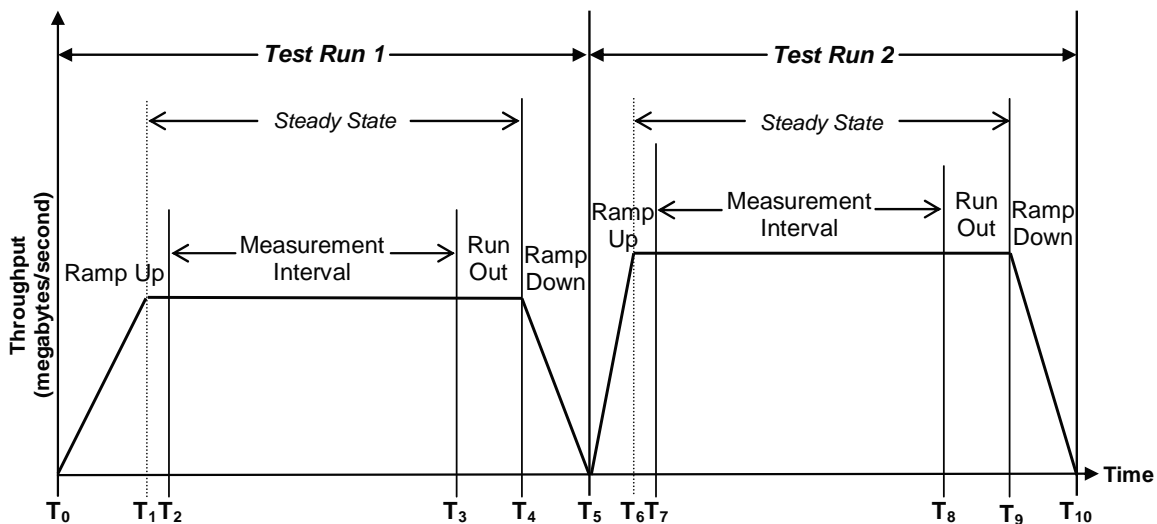 Test Run 1
Test Run 2
Steady State
Steady State
Measurement
Interval
Run
Out
Ramp
Up
Ramp
Down
Ramp Up
Measurement
Interval
Run
Out
Ramp
Down
Throughput
(megabytes/second)
Time
T₀
T₁
T₂
T₃
T₄
T₅
T₆
T₇
T₈
T₉
T₁₀